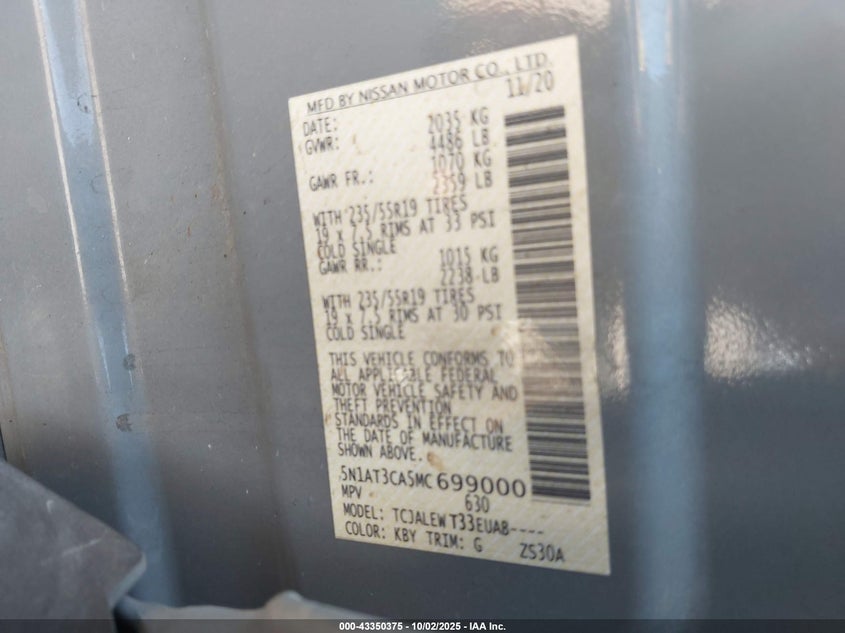 MFD BY NISSAN MOTOR CO., LTD.
DATE: 11/20
GVWR: 2035 KG
4486 LB
GAWR FR.: 1070 KG
2359 LB
WITH 235/55R19 TIRES
19 x 7.5 RIMS AT 33 PSI
COLD SINGLE
GAWR RR.: 1015 KG
2238 LB
WITH 235/55R19 TIRES
19 x 7.5 RIMS AT 30 PSI
COLD SINGLE
THIS VEHICLE CONFORMS TO
ALL APPLICABLE FEDERAL
MOTOR VEHICLE SAFETY AND
THEFT PREVENTION
STANDARDS IN EFFECT ON
THE DATE OF MANUFACTURE
SHOWN ABOVE.
5N1AT3CA5MC699000
MPV 630
MODEL: TCJALEWT33EUAB----
COLOR: KBY TRIM: G ZS30A
000-43350375 - 10/02/2025 - IAA Inc.